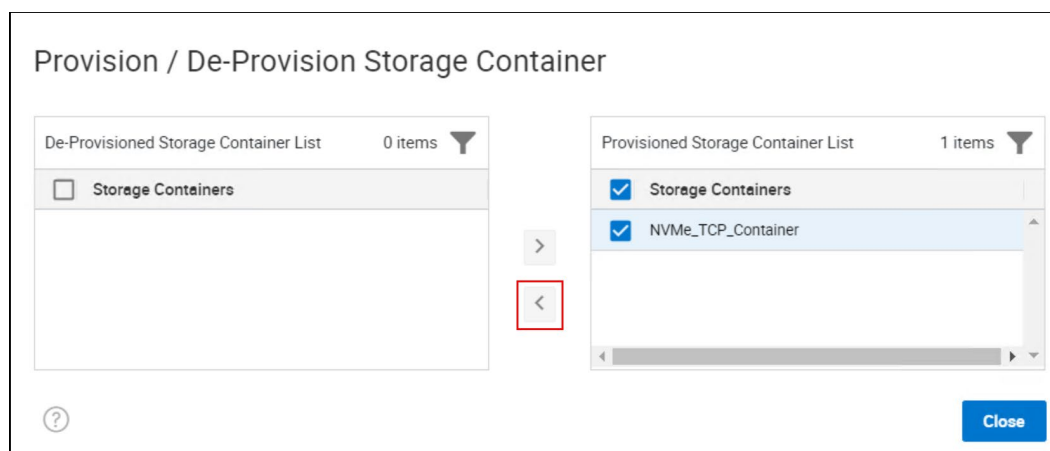 Provision / De-Provision Storage Container
De-Provisioned Storage Container List 0 items
Storage Containers
Provisioned Storage Container List 1 items
Storage Containers
NVMe_TCP_Container
Close